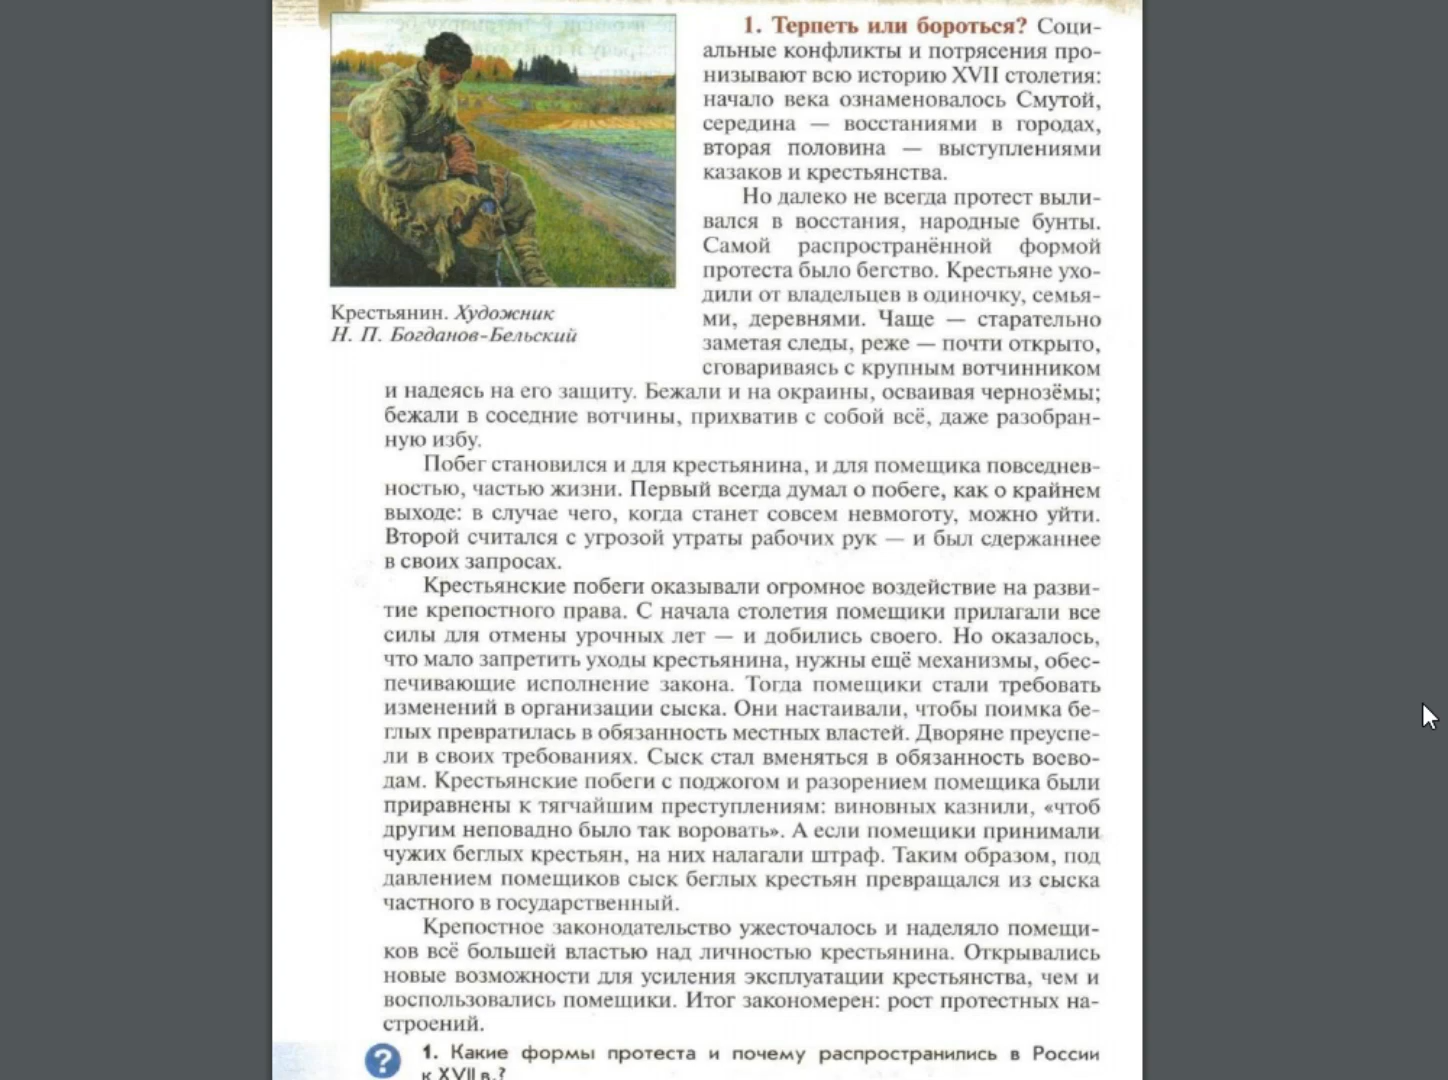 1. Терпеть или бороться? Соци-
альные конфликты и потрясения про-
низывают всю историю XVII столетия:
начало века ознаменовалось Смутой,
середина — восстаниями в городах,
вторая половина — выступлениями
казаков и крестьянства.
Но далеко не всегда протест выли-
вался в восстания, народные бунты.
Самой распространённой формой
протеста было бегство. Крестьяне ухо-
дили от владельцев в одиночку, семья-
ми, деревнями. Чаще — старательно
заметая следы, реже — почти открыто,
сговариваясь с крупным вотчинником
Крестьянин. Художник
Н. П. Богданов-Бельский
и надеясь на его защиту. Бежали и на окраины, осваивая чернозёмы;
бежали в соседние вотчины, прихватив с собой всё, даже разобран-
ную избу.
Побег становился и для крестьянина, и для помещика повседнев-
ностью, частью жизни. Первый всегда думал о побеге, как о крайнем
выходе: в случае чего, когда станет совсем невмоготу, можно уйти.
Второй считался с угрозой утраты рабочих рук — и был сдержаннее
в своих запросах.
Крестьянские побеги оказывали огромное воздействие на разви-
тие крепостного права. С начала столетия помещики прилагали все
силы для отмены урочных лет — и добились своего. Но оказалось,
что мало запретить уходы крестьянина, нужны ещё механизмы, обес-
печивающие исполнение закона. Тогда помещики стали требовать
изменений в организации сыска. Они настаивали, чтобы поимка бе-
глых превратилась в обязанность местных властей. Дворяне преуспе-
ли в своих требованиях. Сыск стал вменяться в обязанность воево-
дам. Крестьянские побеги с поджогом и разорением помещика были
приравнены к тягчайшим преступлениям: виновных казнили, «чтоб
другим неповадно было так воровать». А если помещики принимали
чужих беглых крестьян, на них налагали штраф. Таким образом, под
давлением помещиков сыск беглых крестьян превращался из сыска
частного в государственный.
Крепостное законодательство ужесточалось и наделяло помещи-
ков всё большей властью над личностью крестьянина. Открывались
новые возможности для усиления эксплуатации крестьянства, чем и
воспользовались помещики. Итог закономерен: рост протестных на-
строений.
? 1. Какие формы протеста и почему распространились в России
к XVII в.?